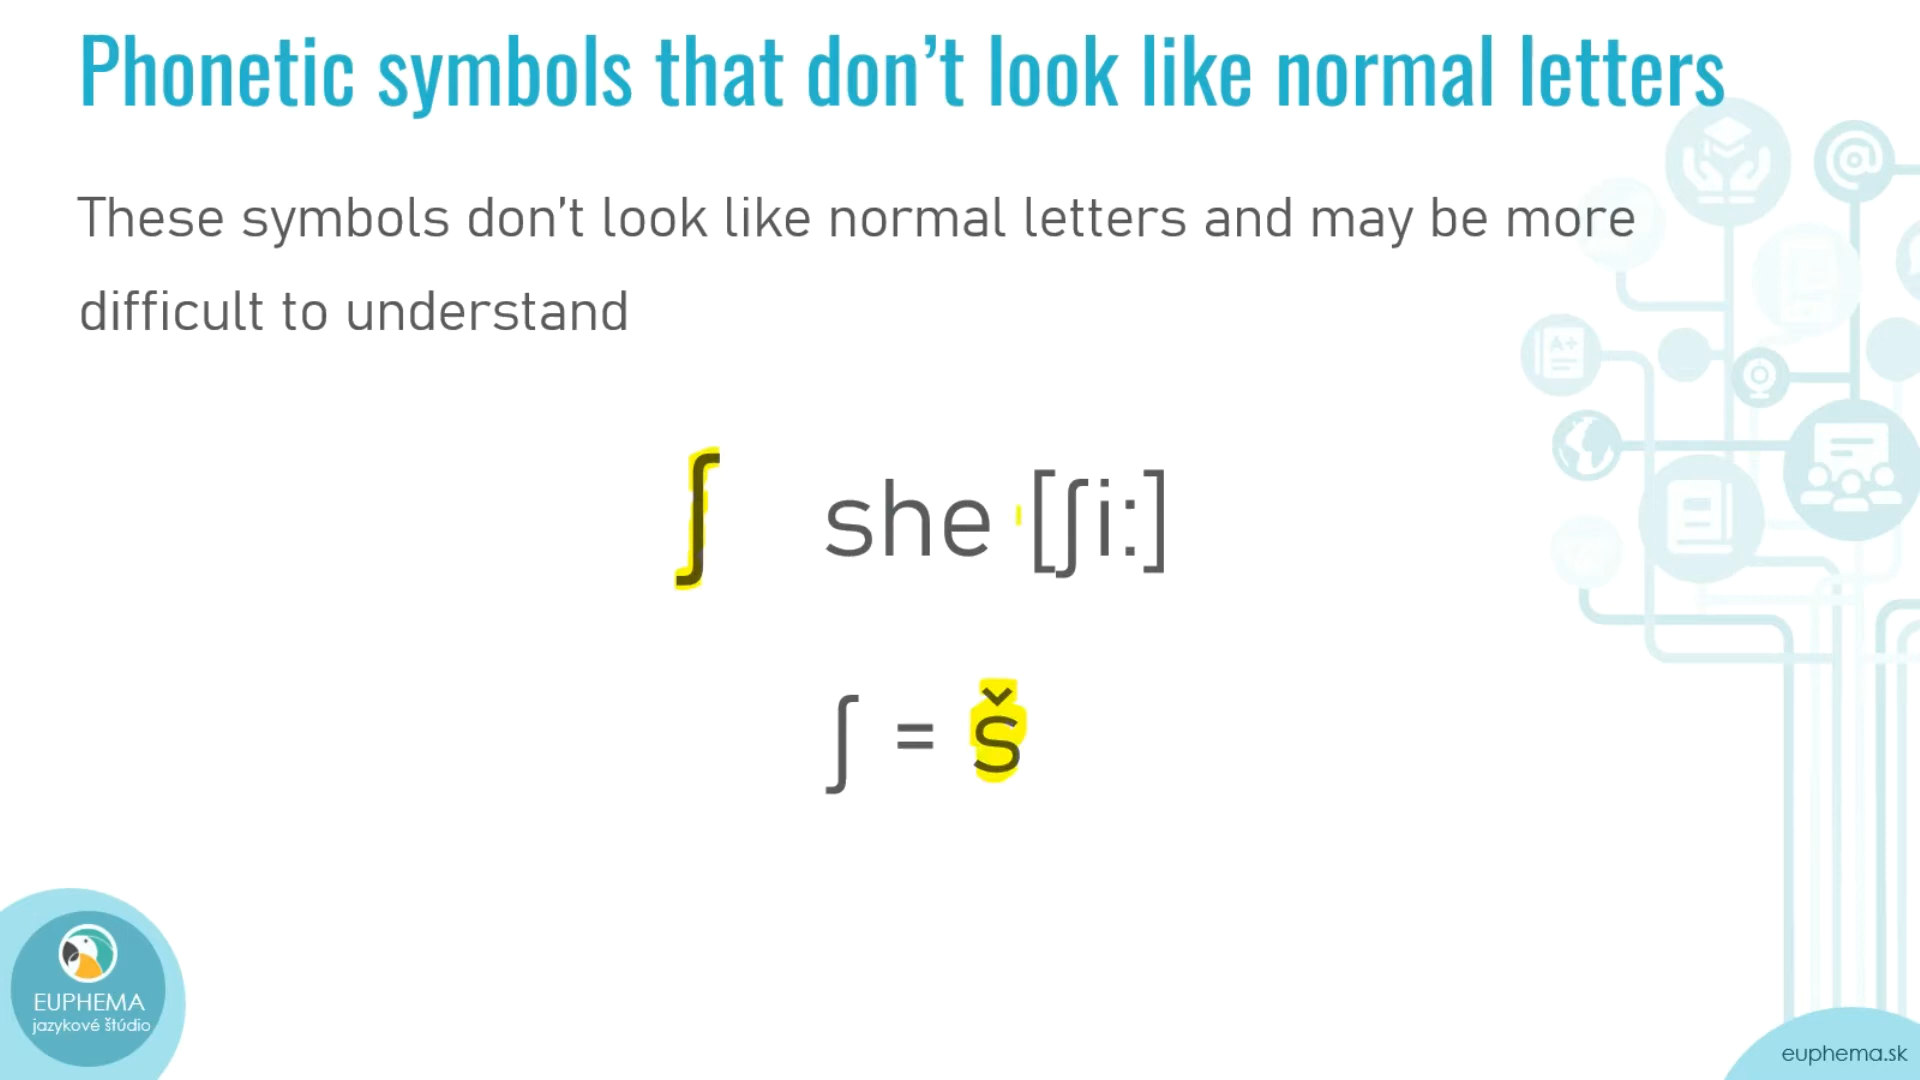 Phonetic symbols that don’t look like normal letters
These symbols don’t look like normal letters and may be more
difficult to understand
ʃ she [ʃi:]
ʃ = š
A+
EUPHEMA
jazykové štúdio
euphema.sk